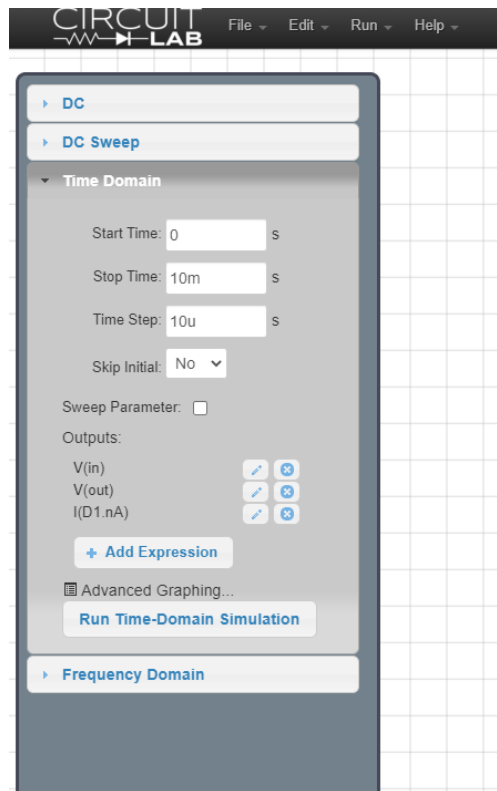 CIRCUIT
LAB
File Edit Run Help
DC
DC Sweep
Time Domain
Start Time: 0 s
Stop Time: 10m s
Time Step: 10u s
Skip Initial: No
Sweep Parameter:
Outputs:
V(in)
V(out)
I(D1.nA)
+ Add Expression
Advanced Graphing...
Run Time-Domain Simulation
Frequency Domain